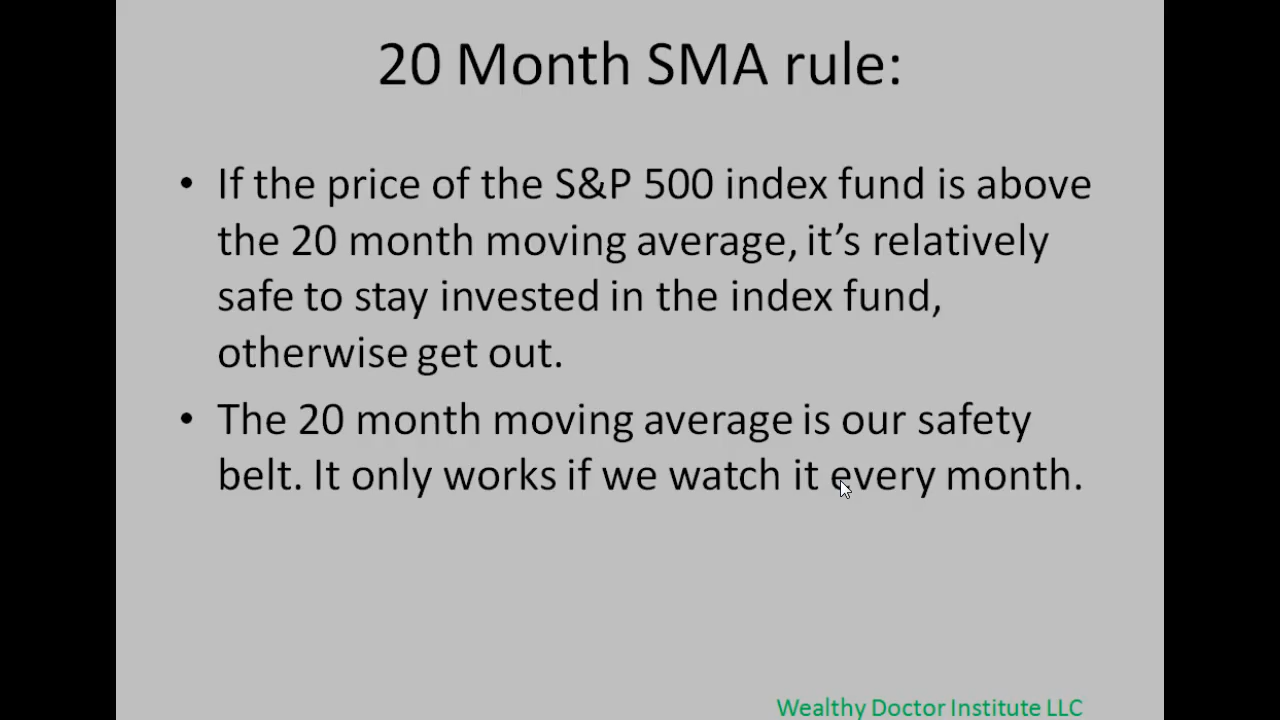 20 Month SMA rule:
• If the price of the S&P 500 index fund is above
the 20 month moving average, it’s relatively
safe to stay invested in the index fund,
otherwise get out.
• The 20 month moving average is our safety
belt. It only works if we watch it every month.
Wealthy Doctor Institute LLC